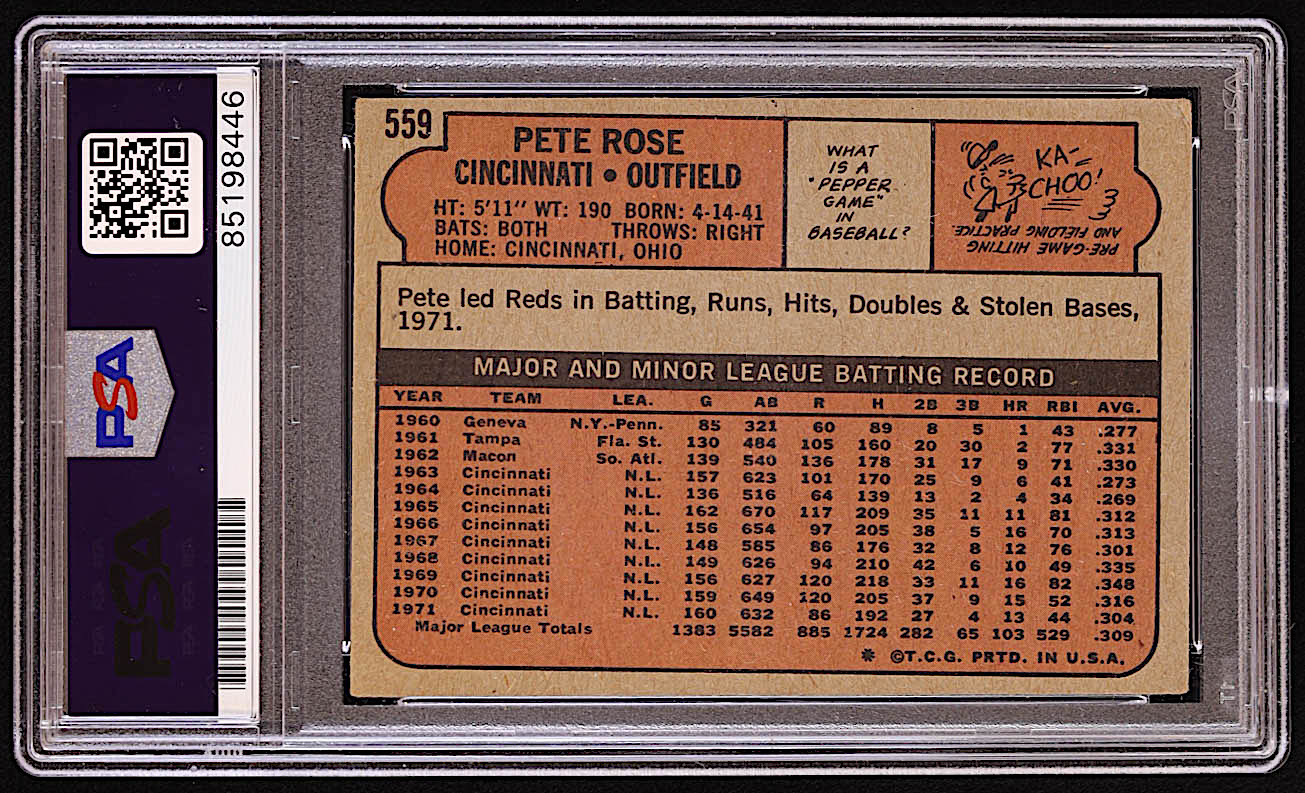 85198446
PSA
PSA
PSA
559
PETE ROSE
CINCINNATI • OUTFIELD
HT: 5'11" WT: 190 BORN: 4-14-41
BATS: BOTH THROWS: RIGHT
HOME: CINCINNATI, OHIO
WHAT
IS A
"PEPPER
GAME"
IN
BASEBALL?
KA-
CHOO!
PRE-GAME HITTING
AND FIELDING PRACTICE.
Pete led Reds in Batting, Runs, Hits, Doubles & Stolen Bases,
1971.
MAJOR AND MINOR LEAGUE BATTING RECORD
YEAR TEAM LEA. G AB R H 2B 3B HR RBI AVG.
1960 Geneva N.Y.-Penn. 85 321 60 89 8 5 1 43 .277
1961 Tampa Fla. St. 130 484 105 160 20 30 2 77 .331
1962 Macon So. Atl. 139 540 136 178 31 17 9 71 .330
1963 Cincinnati N.L. 157 623 101 170 25 9 6 41 .273
1964 Cincinnati N.L. 136 516 64 139 13 2 4 34 .269
1965 Cincinnati N.L. 162 670 117 209 35 11 11 81 .312
1966 Cincinnati N.L. 156 654 97 205 38 5 16 70 .313
1967 Cincinnati N.L. 148 585 86 176 32 8 12 76 .301
1968 Cincinnati N.L. 149 626 94 210 42 6 10 49 .335
1969 Cincinnati N.L. 156 627 120 218 33 11 16 82 .348
1970 Cincinnati N.L. 159 649 120 205 37 9 15 52 .316
1971 Cincinnati N.L. 160 632 86 192 27 4 13 44 .304
Major League Totals 1383 5582 885 1724 282 65 103 529 .309
* ©T.C.G. PRTD. IN U.S.A.